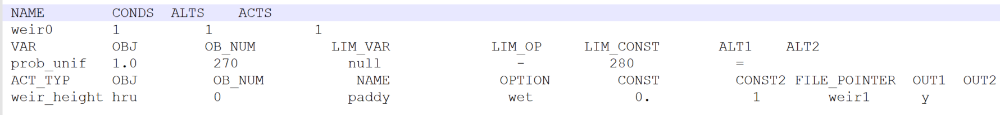 NAME CONDS ALTS ACTS
weir0 1 1 1
VAR OBJ OB_NUM LIM_VAR LIM_OP LIM_CONST ALT1 ALT2
prob_unif 1.0 270 null - 280 =
ACT_TYP OBJ OB_NUM NAME OPTION CONST CONST2 FILE_POINTER OUT1 OUT2
weir_height hru 0 paddy wet 0. 1 weir1 y